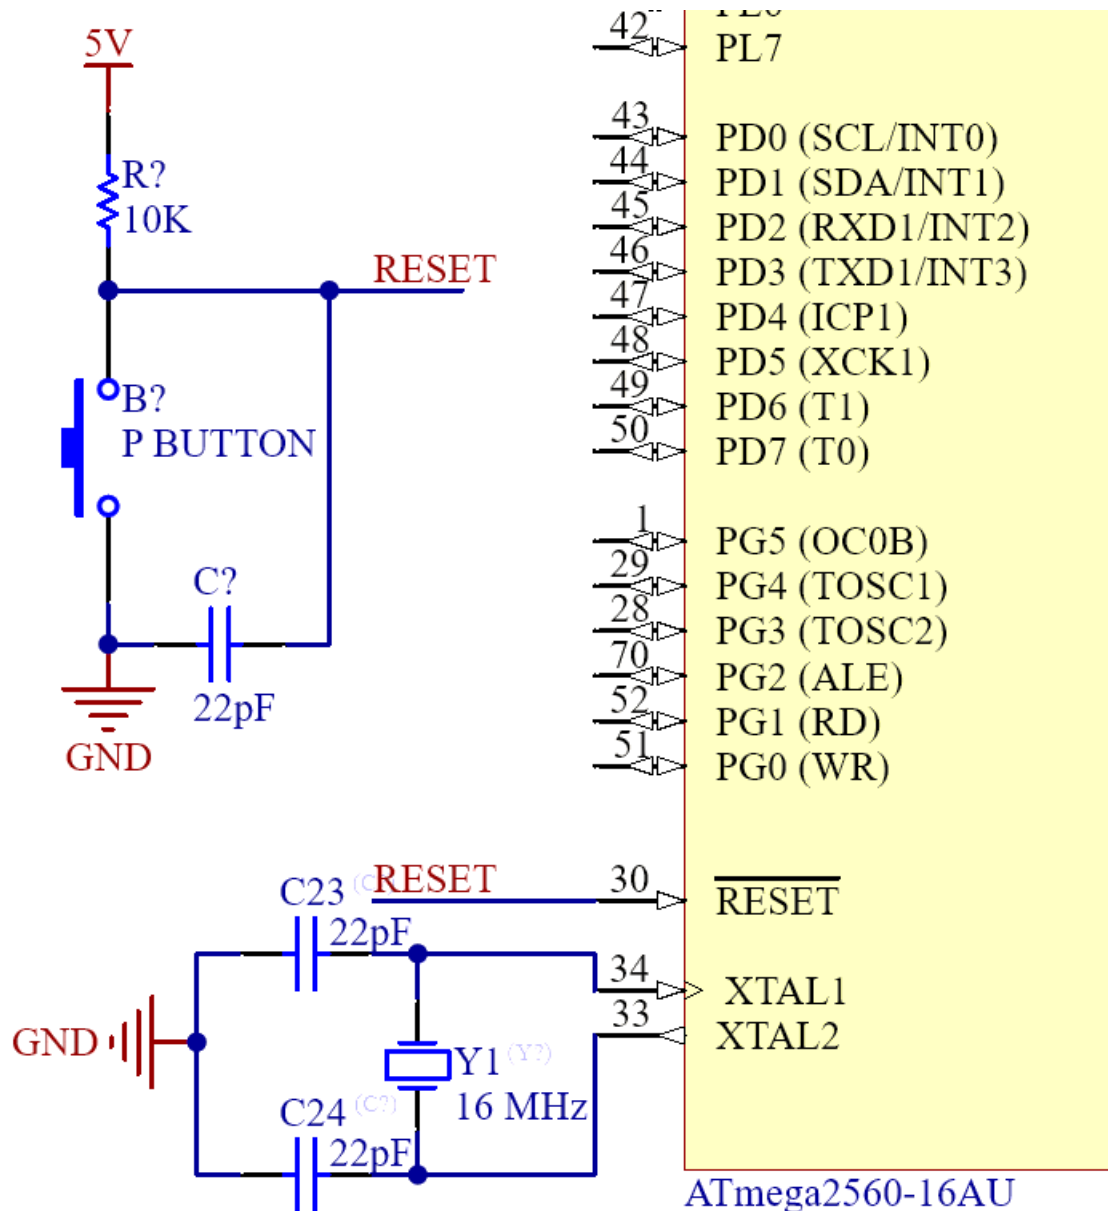 5V
R?
10K
RESET
B?
P BUTTON
C?
22pF
GND
42
PL7
43
PD0 (SCL/INT0)
44
PD1 (SDA/INT1)
45
PD2 (RXD1/INT2)
46
PD3 (TXD1/INT3)
47
PD4 (ICP1)
48
PD5 (XCK1)
49
PD6 (T1)
50
PD7 (T0)
1
PG5 (OC0B)
29
PG4 (TOSC1)
28
PG3 (TOSC2)
70
PG2 (ALE)
52
PG1 (RD)
51
PG0 (WR)
RESET
30
RESET
C23
22pF
34
XTAL1
33
XTAL2
GND
Y1 (Y?)
16 MHz
C24 (C?)
22pF
ATmega2560-16AU